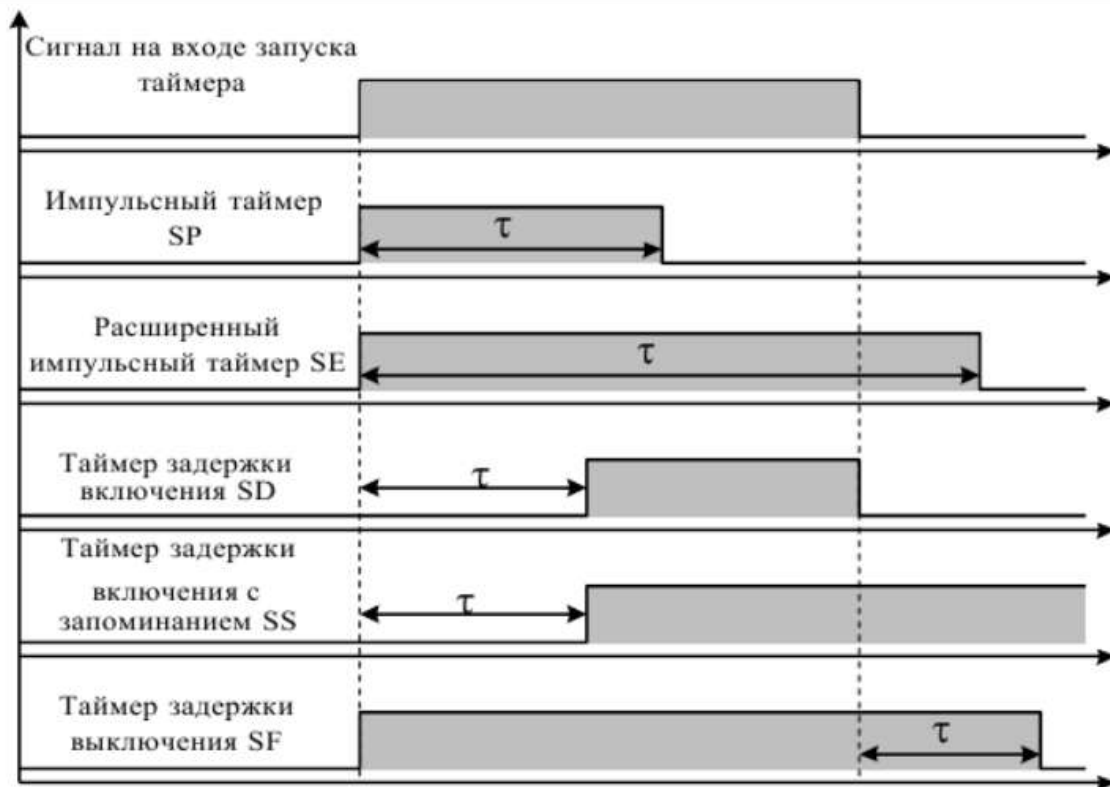 Сигнал на входе запуска
таймера
Импульсный таймер
SP
τ
Расширенный
импульсный таймер SE
τ
Таймер задержки
включения SD
τ
Таймер задержки
включения с
запоминанием SS
τ
Таймер задержки
выключения SF
τ